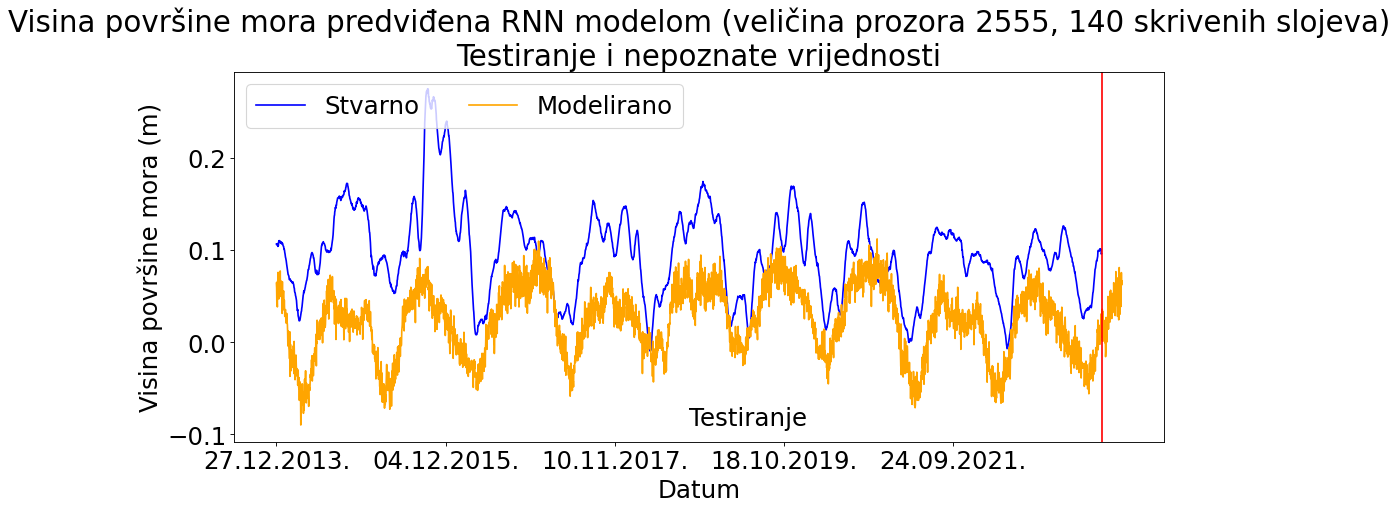 Visina površine mora predviđena RNN modelom (veličina prozora 2555, 140 skrivenih slojeva)
Testiranje i nepoznate vrijednosti
Stvarno Modelirano
Visina površine mora (m)
0.2
0.1
0.0
−0.1
Testiranje
27.12.2013. 04.12.2015. 10.11.2017. 18.10.2019. 24.09.2021.
Datum